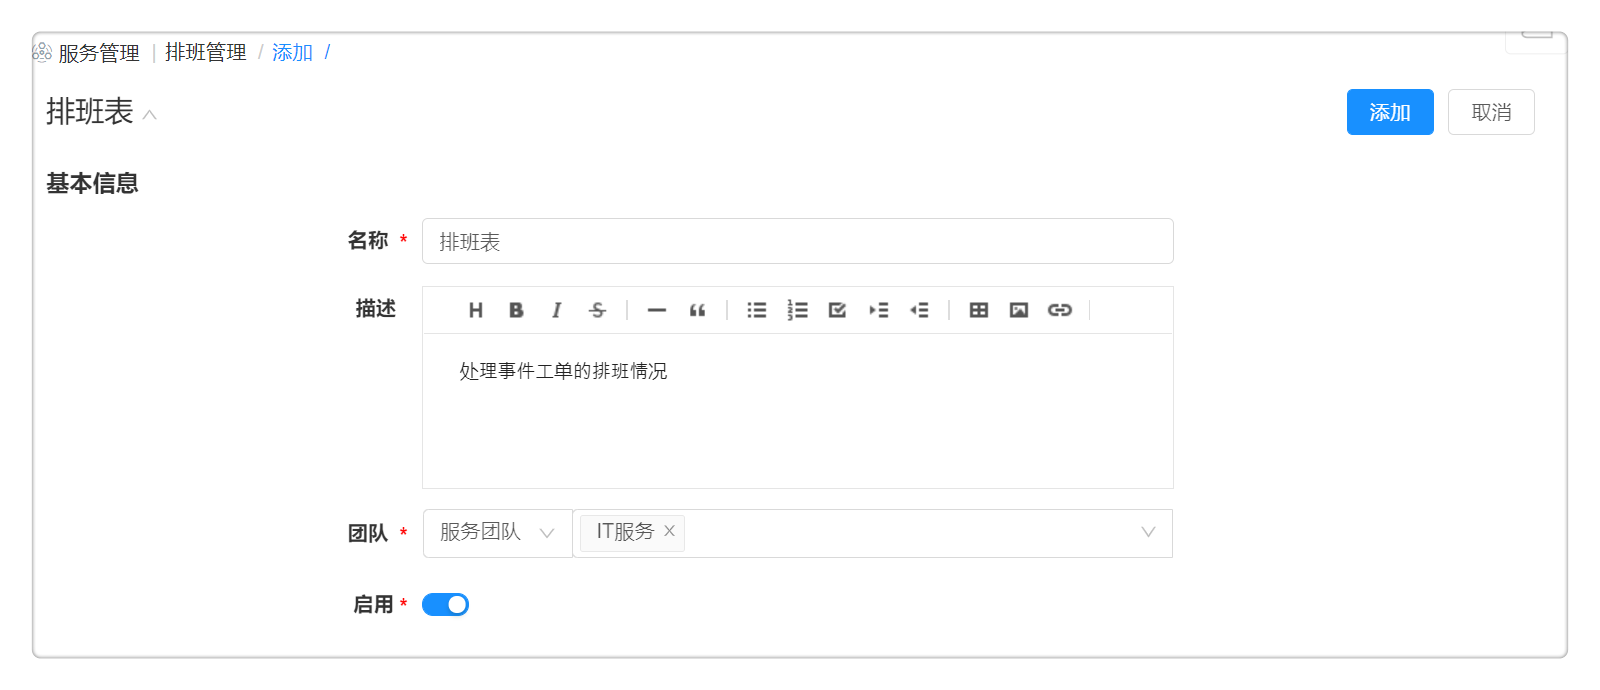 服务管理 | 排班管理 / 添加 /
排班表
添加 取消
基本信息
名称 * 排班表
描述
H B I S
处理事件工单的排班情况
团队 * 服务团队 IT服务 ×
启用 *